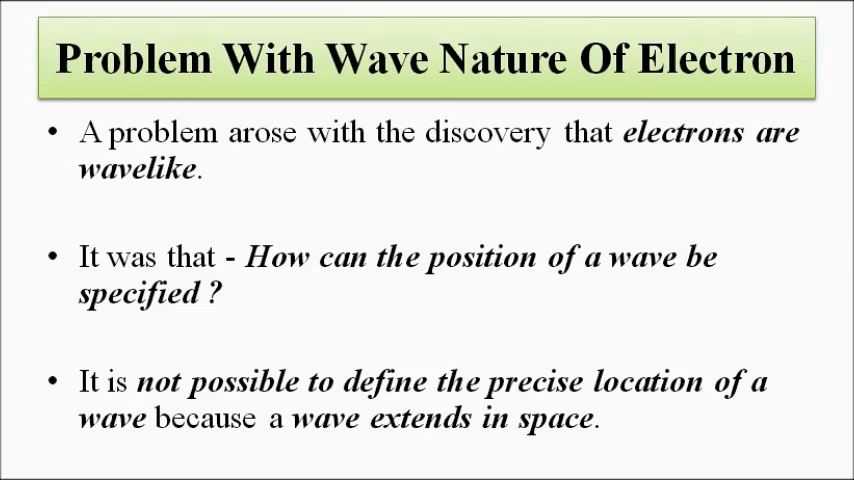 Problem With Wave Nature Of Electron
• A problem arose with the discovery that electrons are
wavelike.
• It was that - How can the position of a wave be
specified ?
• It is not possible to define the precise location of a
wave because a wave extends in space.